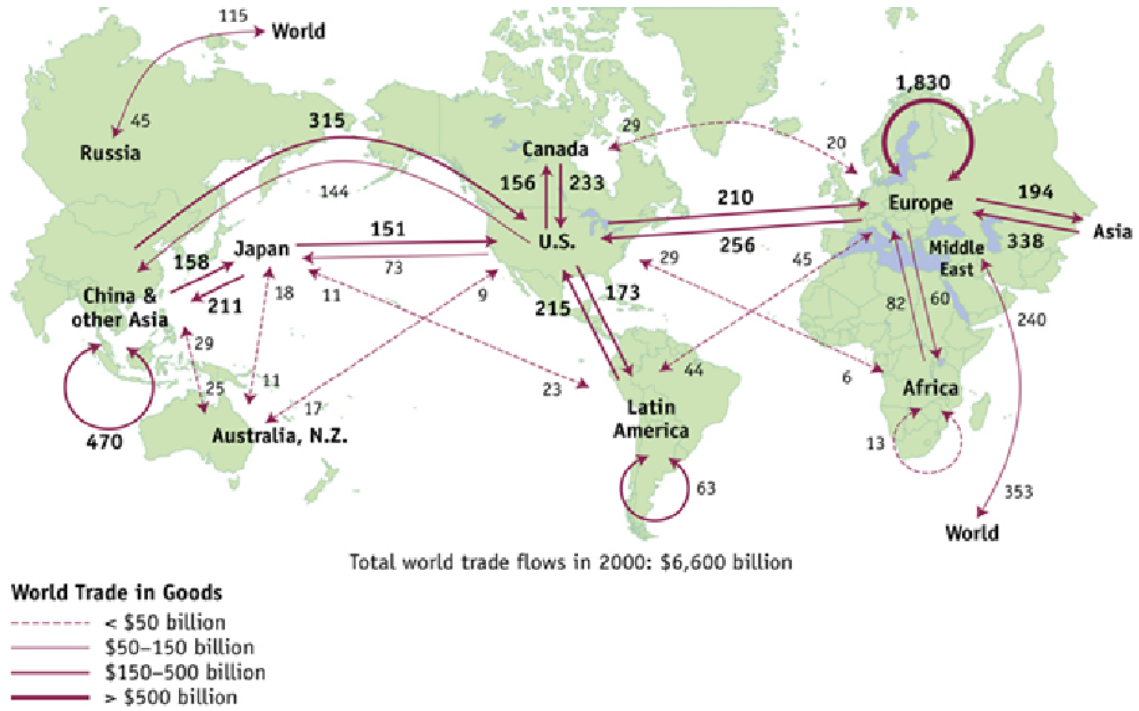 115
World
45
Russia
315
144
29
Canada
156
233
20
1,830
210
Europe
194
Asia
338
256
Middle
East
Japan
151
73
U.S.
158
China &
other Asia
211
18
11
9
29
45
82
60
240
215
173
29
25
11
17
23
44
6
Africa
Latin
America
Australia, N.Z.
470
13
63
353
World
Total world trade flows in 2000: $6,600 billion
World Trade in Goods
< $50 billion
$50–150 billion
$150–500 billion
> $500 billion